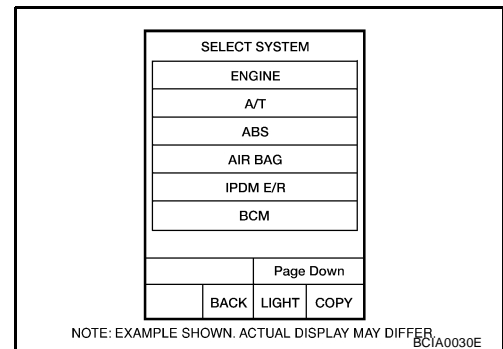 SELECT SYSTEM
ENGINE
A/T
ABS
AIR BAG
IPDM E/R
BCM
Page Down
BACK LIGHT COPY
NOTE: EXAMPLE SHOWN. ACTUAL DISPLAY MAY DIFFER.
BCIA0030E